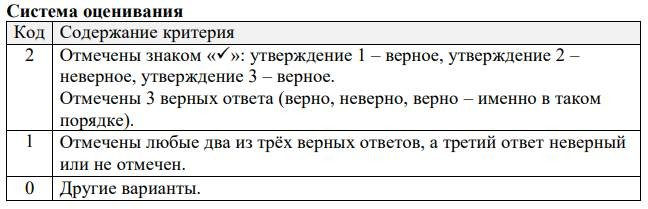 Система оценивания
Код Содержание критерия
2 Отмечены знаком «✓»: утверждение 1 – верное, утверждение 2 –
неверное, утверждение 3 – верное.
Отмечены 3 верных ответа (верно, неверно, верно – именно в таком
порядке).
1 Отмечены любые два из трёх верных ответов, а третий ответ неверный
или не отмечен.
0 Другие варианты.